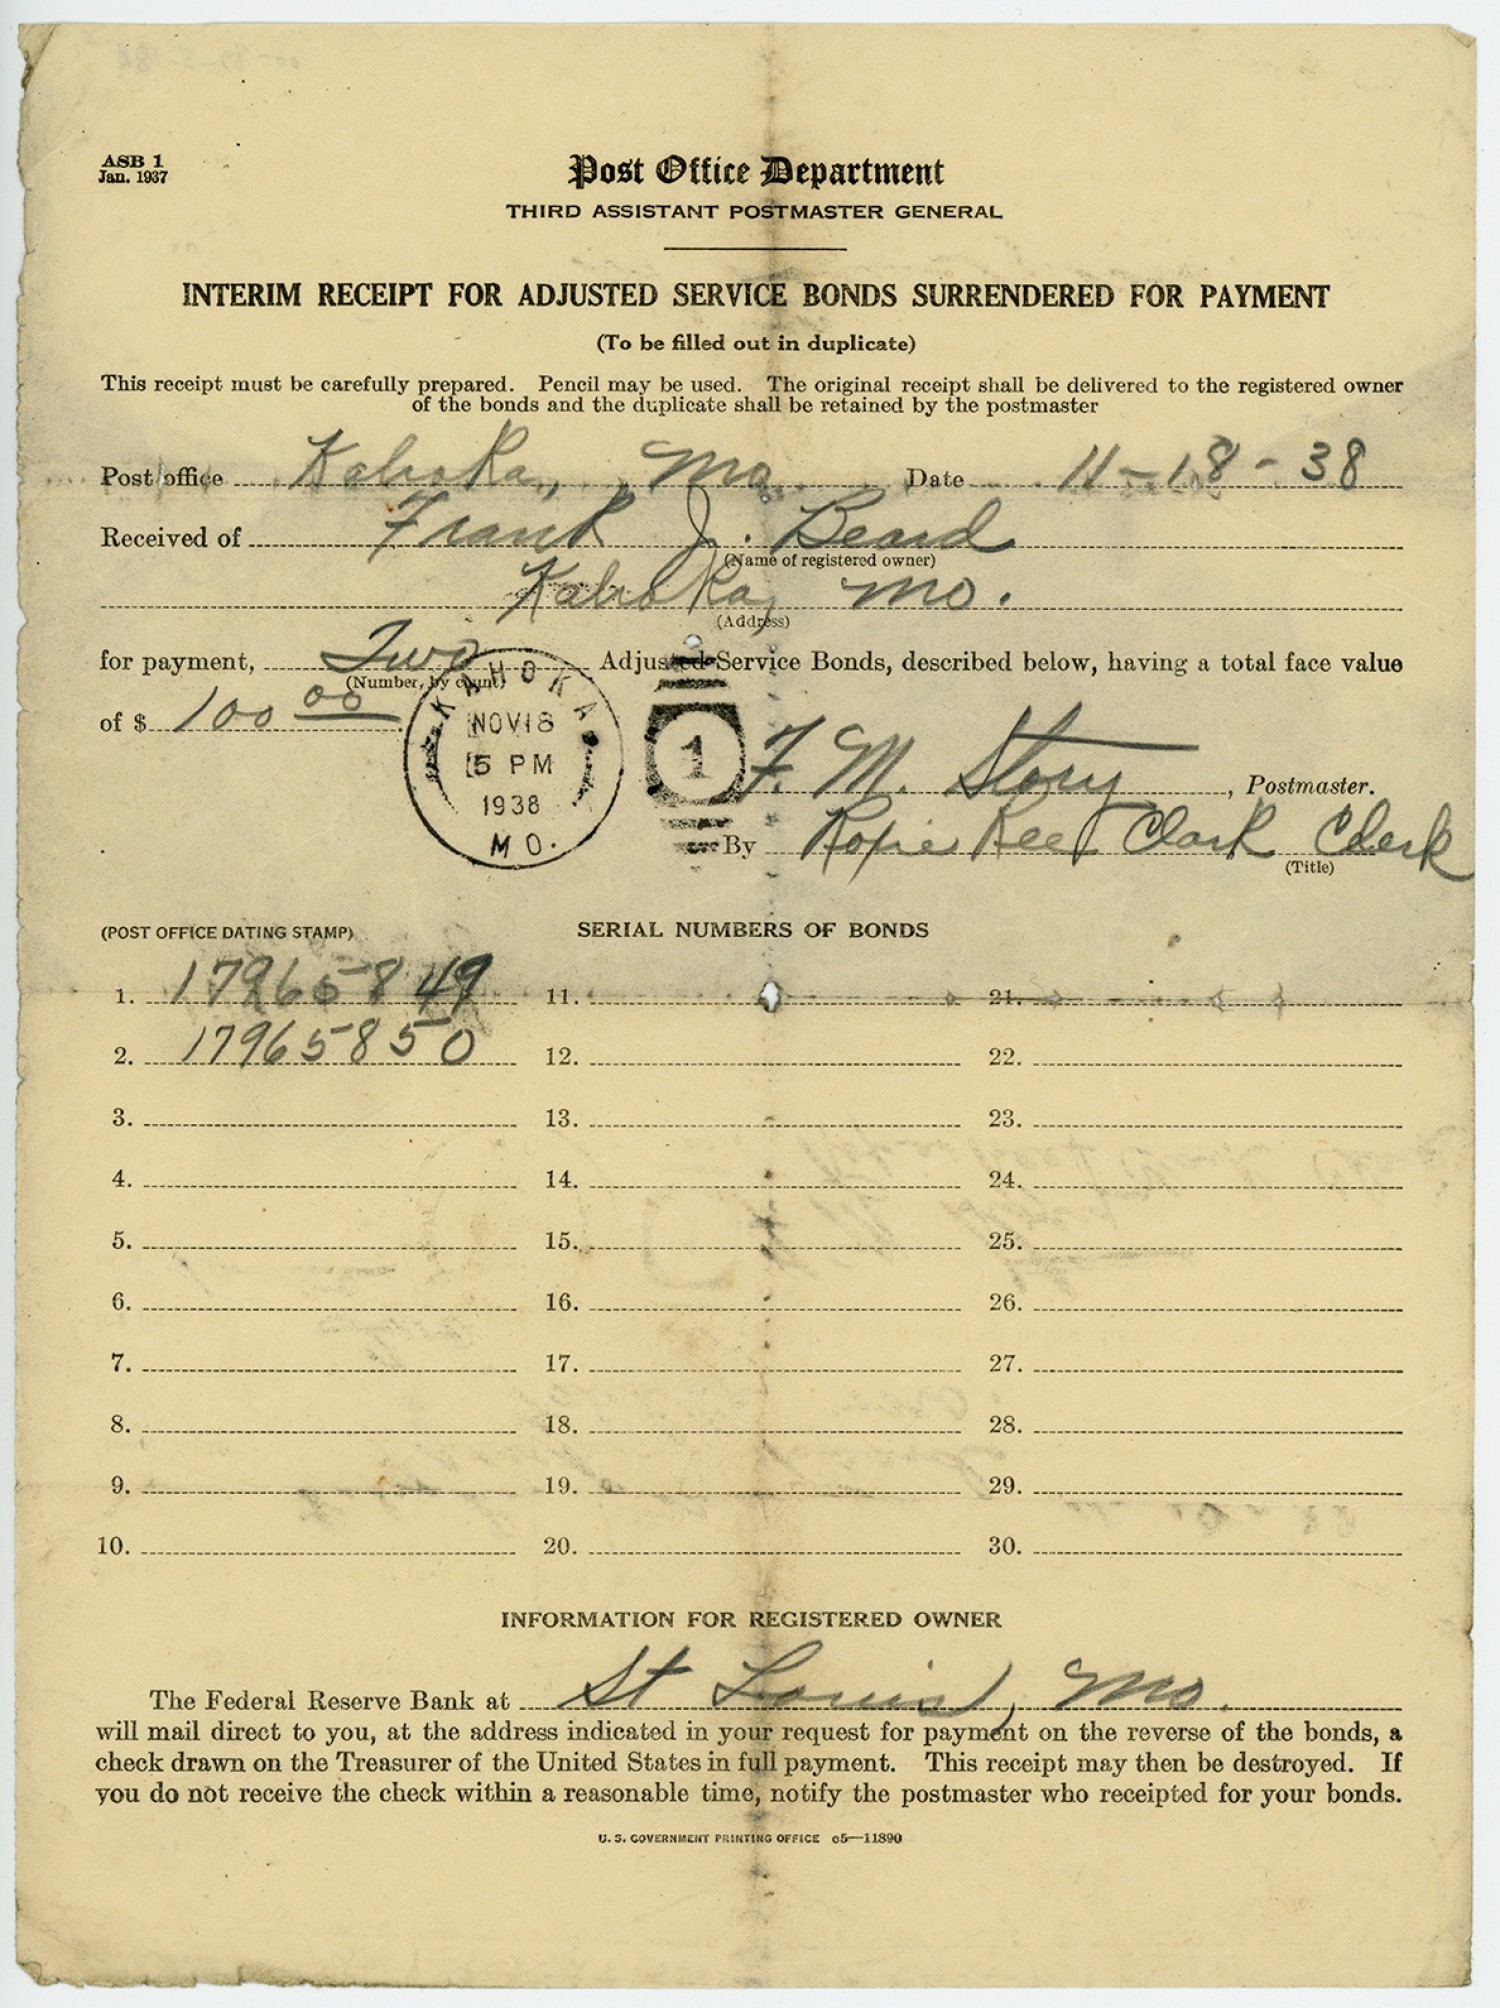 ASB 1
Jan. 1937
Post Office Department
THIRD ASSISTANT POSTMASTER GENERAL
INTERIM RECEIPT FOR ADJUSTED SERVICE BONDS SURRENDERED FOR PAYMENT
(To be filled out in duplicate)
This receipt must be carefully prepared. Pencil may be used. The original receipt shall be delivered to the registered owner
of the bonds and the duplicate shall be retained by the postmaster
Post office Kahoka, Mo. Date 11-18-38
Received of Frank J. Beard
(Name of registered owner)
Kahoka, Mo.
(Address)
for payment, Two Adjusted Service Bonds, described below, having a total face value
(Number, by count)
of $ 100 00
KAHOKA
NOV 18
5 PM
1938
MO.
1
F. M. Story, Postmaster.
By Clark Clerk
(Title)
(POST OFFICE DATING STAMP) SERIAL NUMBERS OF BONDS
1. 17965849 11. 21.
2. 17965850 12. 22.
3. 13. 23.
4. 14. 24.
5. 15. 25.
6. 16. 26.
7. 17. 27.
8. 18. 28.
9. 19. 29.
10. 20. 30.
INFORMATION FOR REGISTERED OWNER
The Federal Reserve Bank at St Louis, Mo.
will mail direct to you, at the address indicated in your request for payment on the reverse of the bonds, a
check drawn on the Treasurer of the United States in full payment. This receipt may then be destroyed. If
you do not receive the check within a reasonable time, notify the postmaster who receipted for your bonds.
U. S. GOVERNMENT PRINTING OFFICE c5—11890